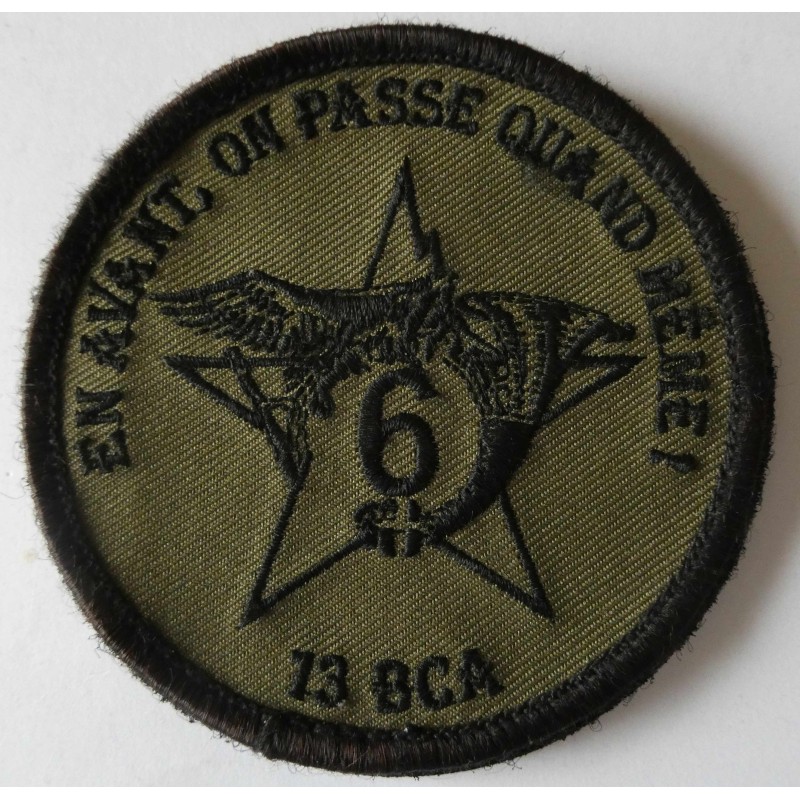 EN AVANT, ON PASSE QUAND MÊME!
6
13 BCA